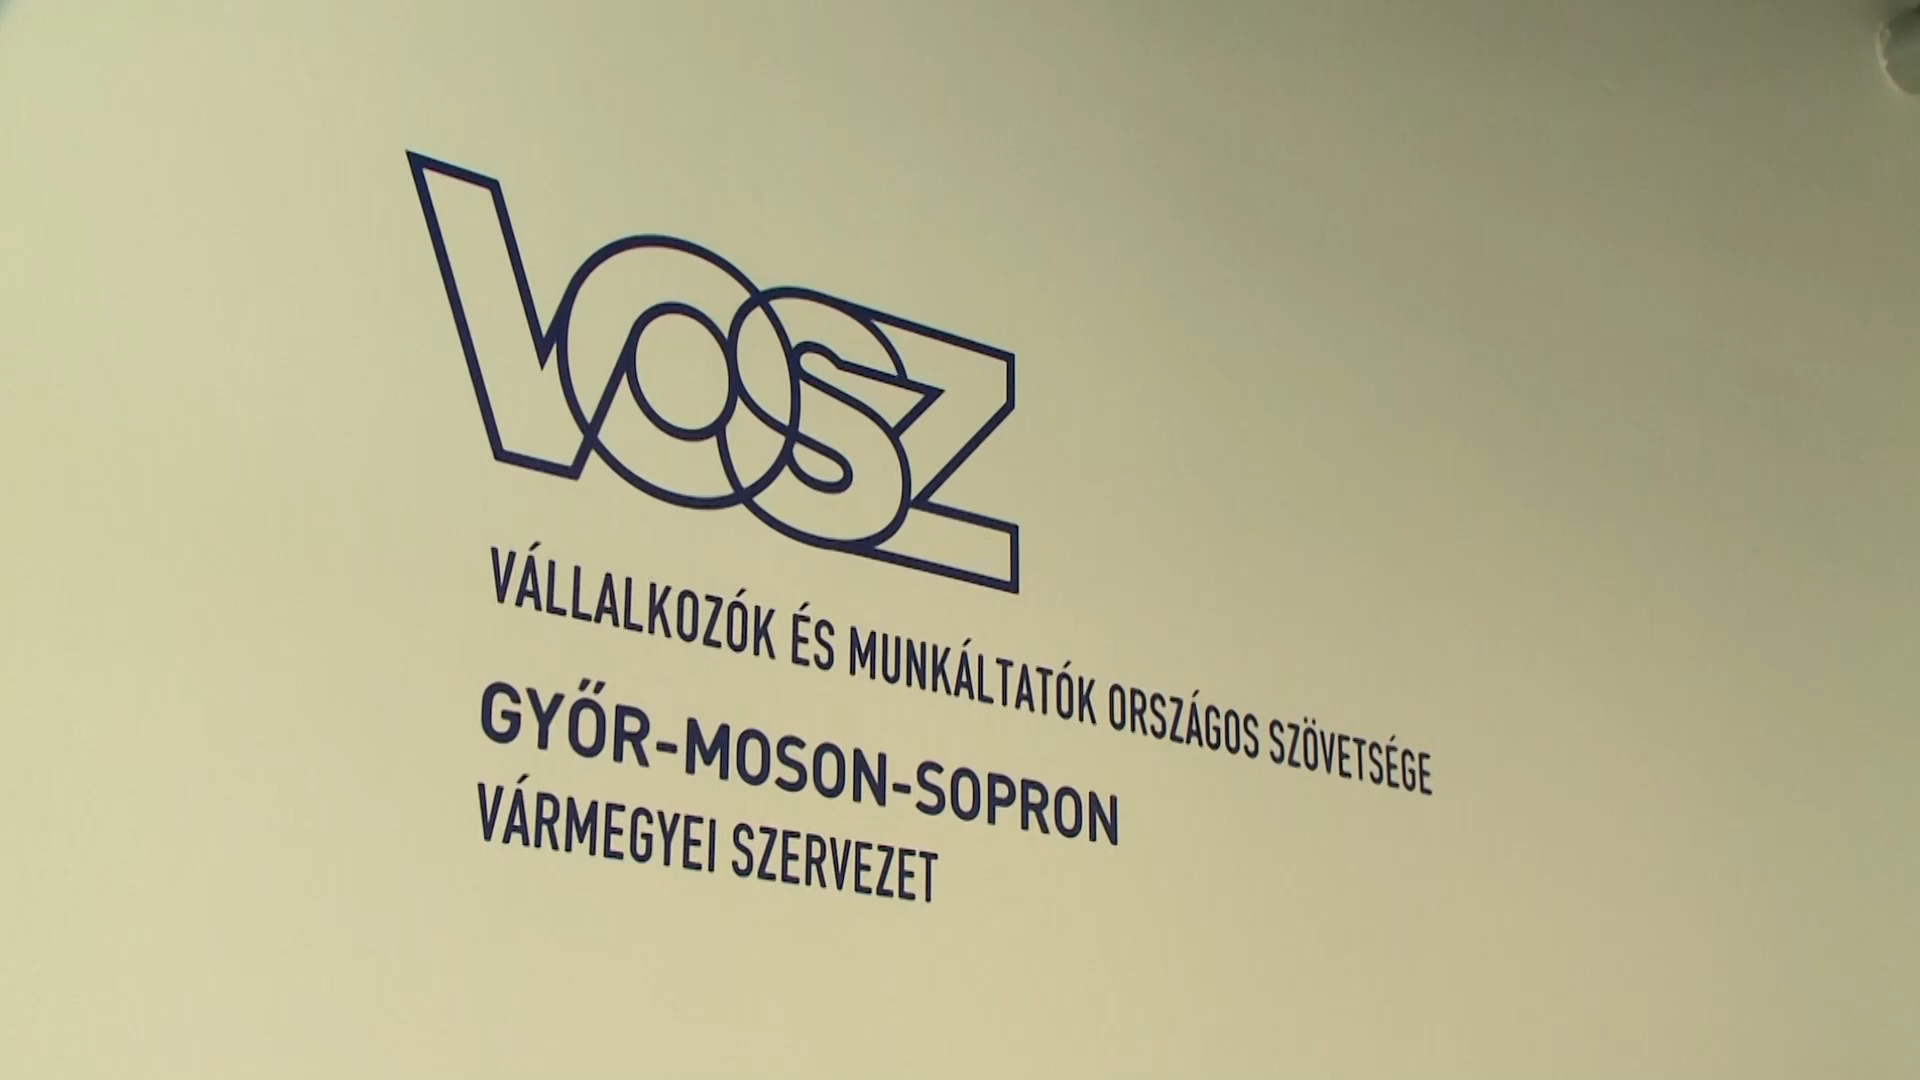 VOSZ
VÁLLALKOZÓK ÉS MUNKÁLTATÓK ORSZÁGOS SZÖVETSÉGE
GYŐR-MOSON-SOPRON
VÁRMEGYEI SZERVEZET